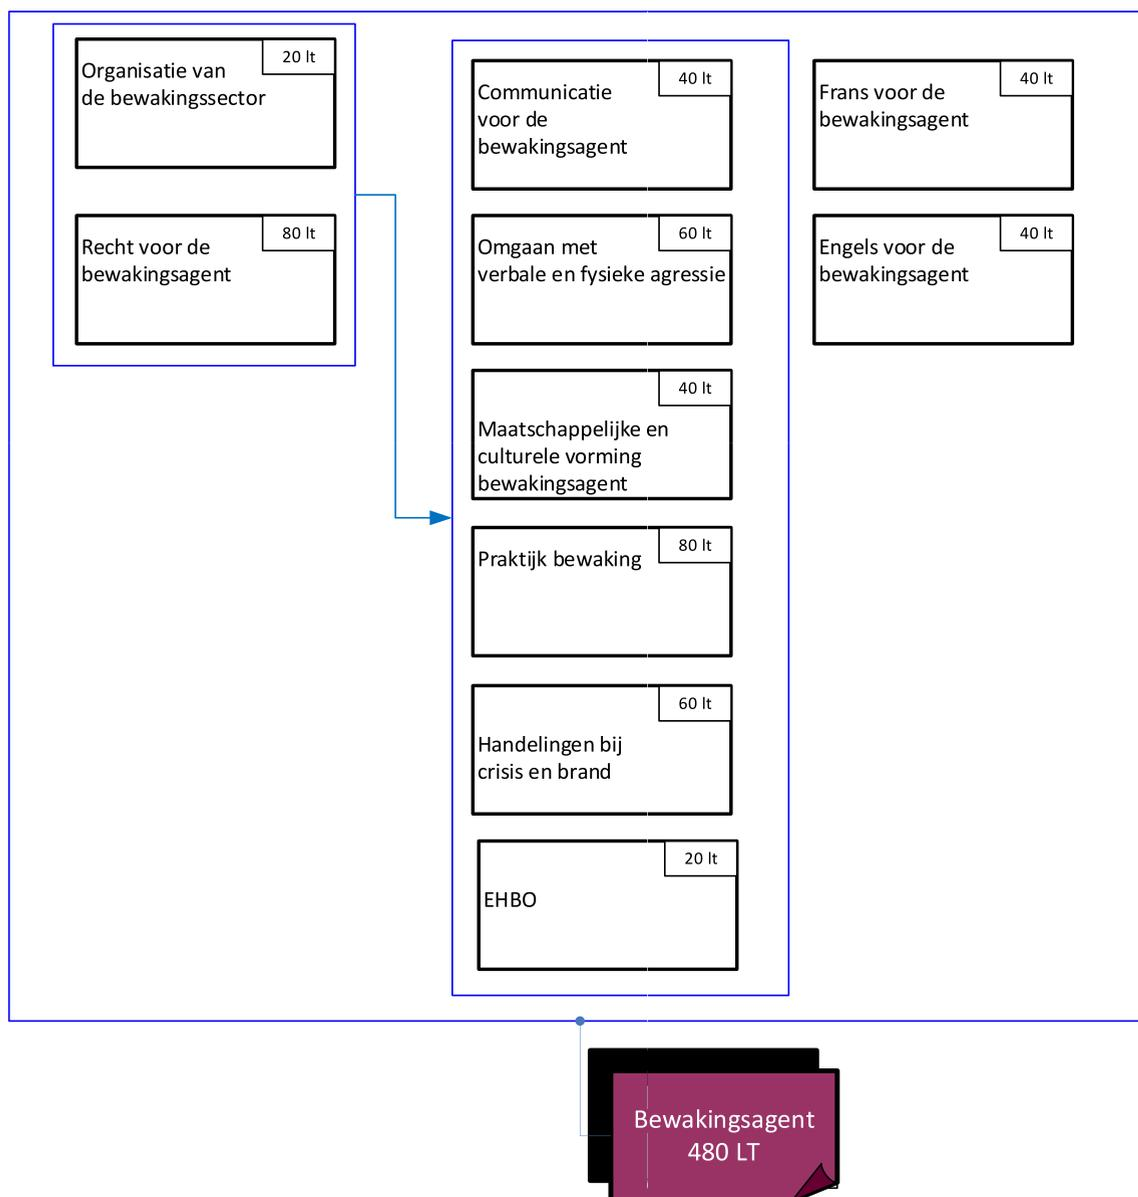 20 lt
Organisatie van
de bewakingssector
80 lt
Recht voor de
bewakingsagent
40 lt
Communicatie
voor de
bewakingsagent
60 lt
Omgaan met
verbale en fysieke agressie
40 lt
Maatschappelijke en
culturele vorming
bewakingsagent
80 lt
Praktijk bewaking
60 lt
Handelingen bij
crisis en brand
20 lt
EHBO
40 lt
Frans voor de
bewakingsagent
40 lt
Engels voor de
bewakingsagent
Bewakingsagent
480 LT